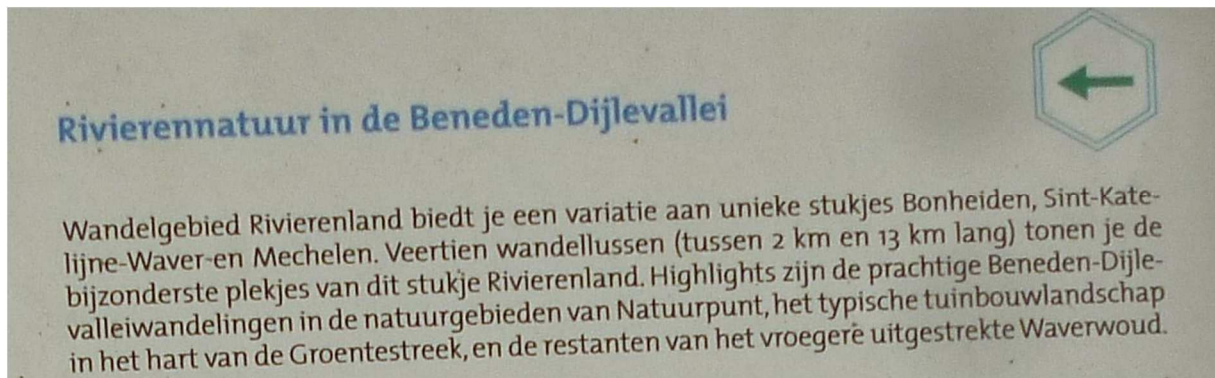 Rivierennatuur in de Beneden-Dijlevallei
Wandelgebied Rivierenland biedt je een variatie aan unieke stukjes Bonheiden, Sint-Kate-
lijne-Waver en Mechelen. Veertien wandellussen (tussen 2 km en 13 km lang) tonen je de
bijzonderste plekjes van dit stukje Rivierenland. Highlights zijn de prachtige Beneden-Dijle-
valleiwandelingen in de natuurgebieden van Natuurpunt, het typische tuinbouwlandschap
in het hart van de Groentestreek, en de restanten van het vroegere uitgestrekte Waverwoud.